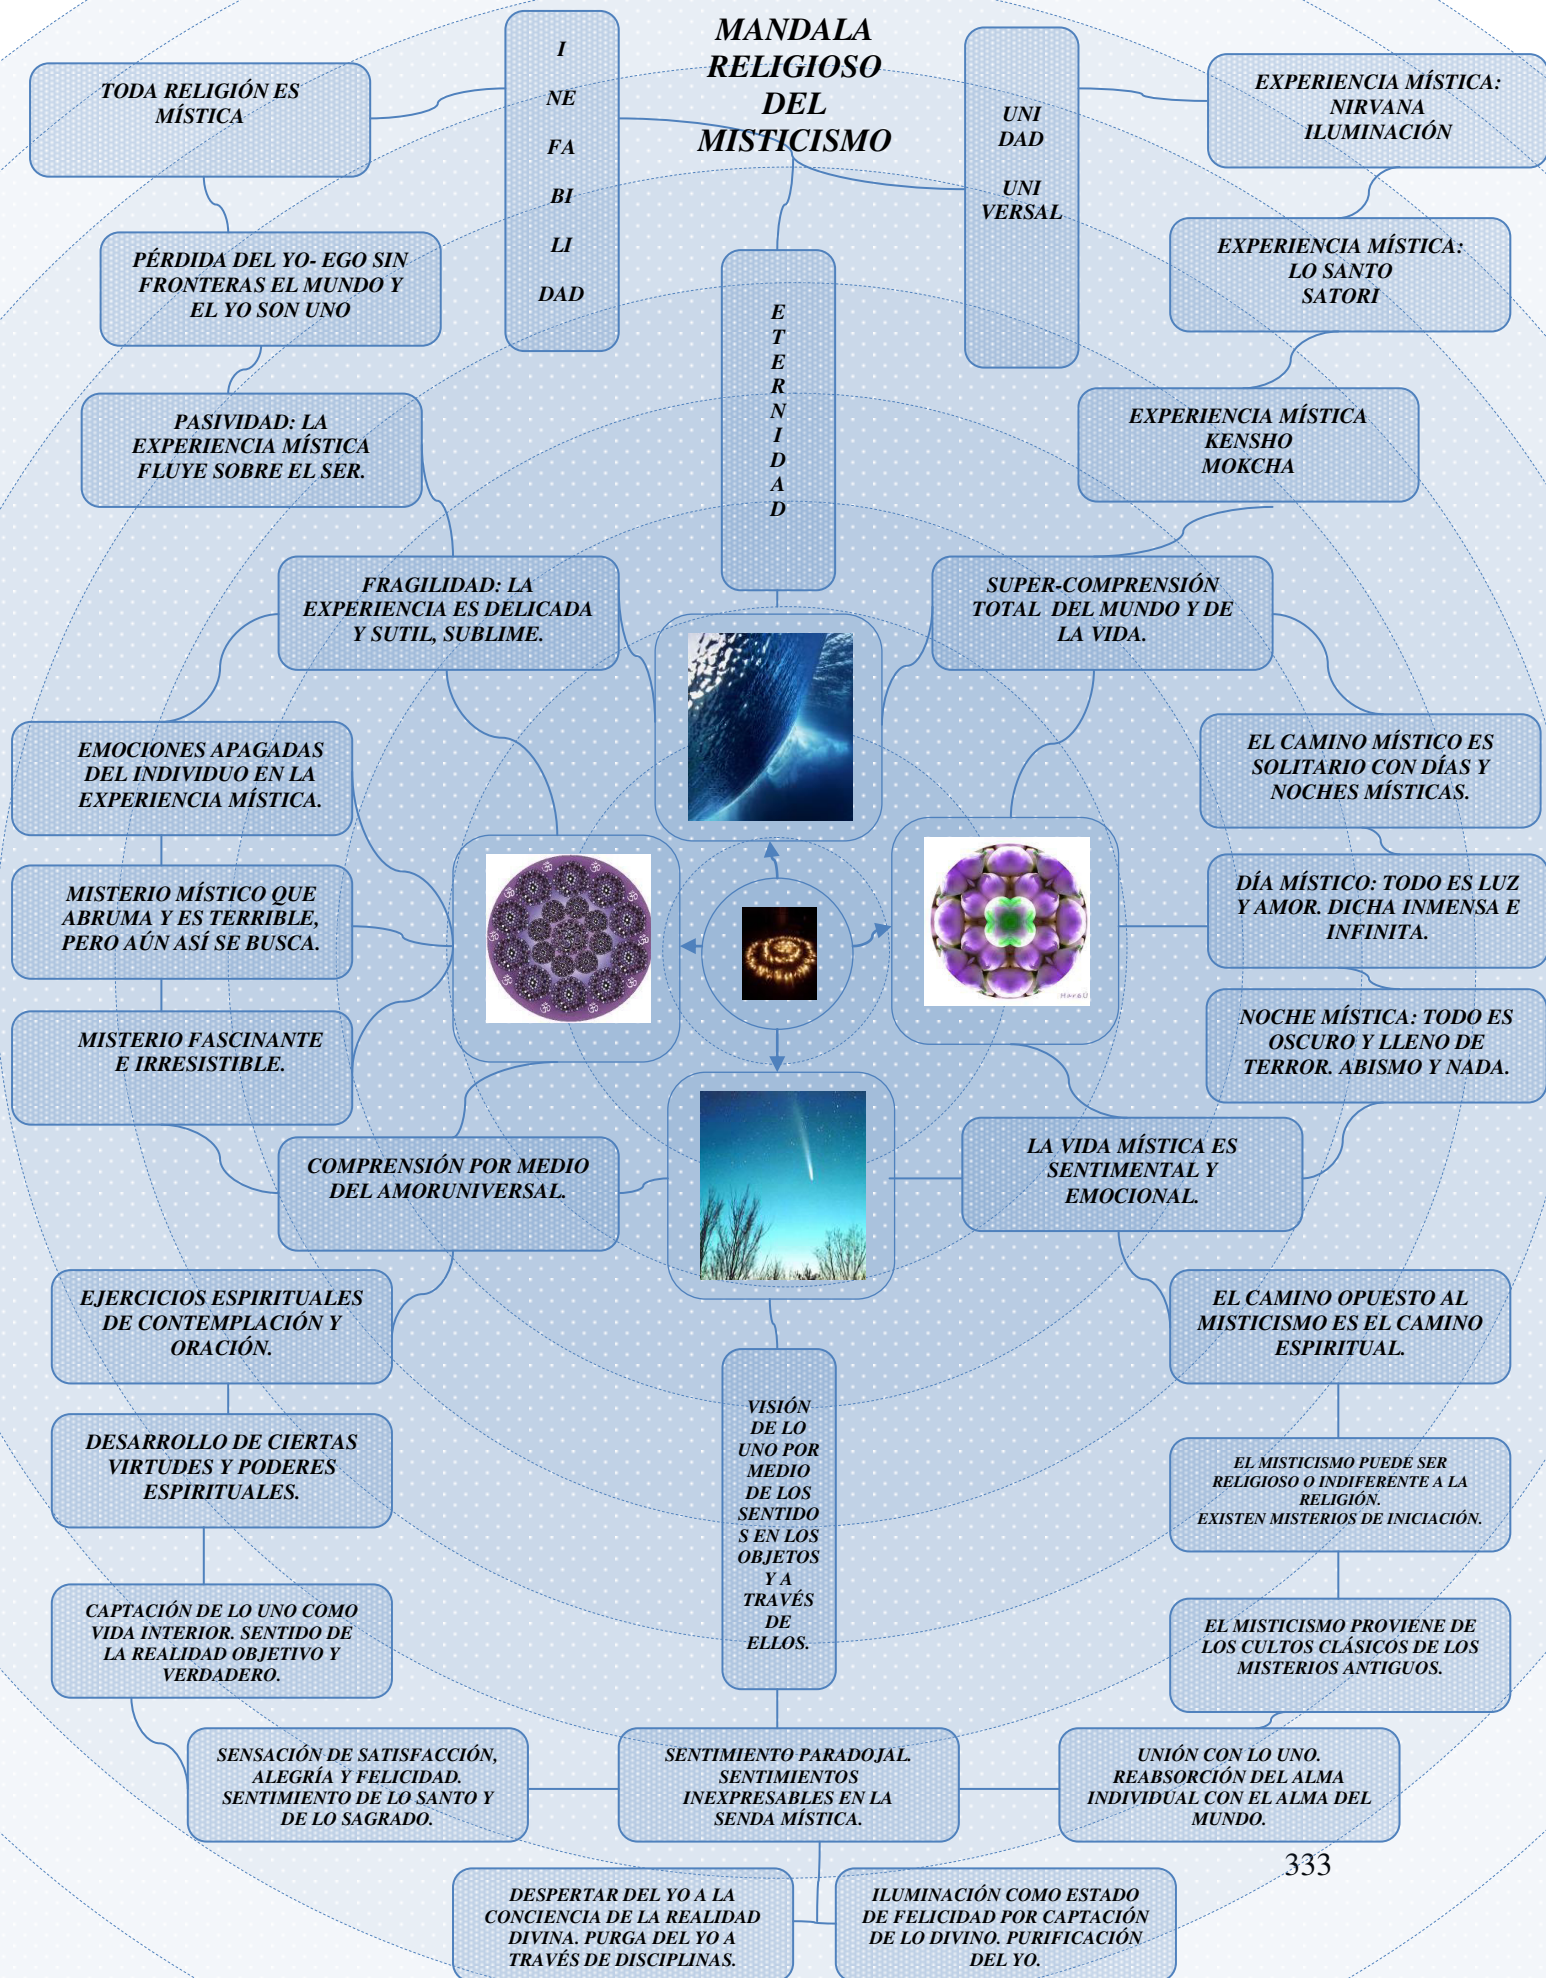 MANDALA
RELIGIOSO
DEL
MISTICISMO
TODA RELIGIÓN ES
MÍSTICA
I
NE
FA
BI
LI
DAD
UNI
DAD
UNI
VERSAL
EXPERIENCIA MÍSTICA:
NIRVANA
ILUMINACIÓN
PÉRDIDA DEL YO- EGO SIN
FRONTERAS EL MUNDO Y
EL YO SON UNO
E
T
E
R
N
I
D
A
D
EXPERIENCIA MÍSTICA:
LO SANTO
SATORI
PASIVIDAD: LA
EXPERIENCIA MÍSTICA
FLUYE SOBRE EL SER.
EXPERIENCIA MÍSTICA
KENSHO
MOKCHA
FRAGILIDAD: LA
EXPERIENCIA ES DELICADA
Y SUTIL, SUBLIME.
SUPER-COMPRENSIÓN
TOTAL DEL MUNDO Y DE
LA VIDA.
EMOCIONES APAGADAS
DEL INDIVIDUO EN LA
EXPERIENCIA MÍSTICA.
EL CAMINO MÍSTICO ES
SOLITARIO CON DÍAS Y
NOCHES MÍSTICAS.
MISTERIO MÍSTICO QUE
ABRUMA Y ES TERRIBLE,
PERO AÚN ASÍ SE BUSCA.
DÍA MÍSTICO: TODO ES LUZ
Y AMOR. DICHA INMENSA E
INFINITA.
MISTERIO FASCINANTE
E IRRESISTIBLE.
NOCHE MÍSTICA: TODO ES
OSCURO Y LLENO DE
TERROR. ABISMO Y NADA.
COMPRENSIÓN POR MEDIO
DEL AMORUNIVERSAL.
LA VIDA MÍSTICA ES
SENTIMENTAL Y
EMOCIONAL.
EJERCICIOS ESPIRITUALES
DE CONTEMPLACIÓN Y
ORACIÓN.
EL CAMINO OPUESTO AL
MISTICISMO ES EL CAMINO
ESPIRITUAL.
VISIÓN
DE LO
UNO POR
MEDIO
DE LOS
SENTIDO
S EN LOS
OBJETOS
Y A
TRAVÉS
DE
ELLOS.
DESARROLLO DE CIERTAS
VIRTUDES Y PODERES
ESPIRITUALES.
EL MISTICISMO PUEDE SER
RELIGIOSO O INDIFERENTE A LA
RELIGIÓN.
EXISTEN MISTERIOS DE INICIACIÓN.
CAPTACIÓN DE LO UNO COMO
VIDA INTERIOR. SENTIDO DE
LA REALIDAD OBJETIVO Y
VERDADERO.
EL MISTICISMO PROVIENE DE
LOS CULTOS CLÁSICOS DE LOS
MISTERIOS ANTIGUOS.
SENSACIÓN DE SATISFACCIÓN,
ALEGRÍA Y FELICIDAD.
SENTIMIENTO DE LO SANTO Y
DE LO SAGRADO.
SENTIMIENTO PARADOJAL.
SENTIMIENTOS
INEXPRESABLES EN LA
SENDA MÍSTICA.
UNIÓN CON LO UNO.
REABSORCIÓN DEL ALMA
INDIVIDUAL CON EL ALMA DEL
MUNDO.
333
DESPERTAR DEL YO A LA
CONCIENCIA DE LA REALIDAD
DIVINA. PURGA DEL YO A
TRAVÉS DE DISCIPLINAS.
ILUMINACIÓN COMO ESTADO
DE FELICIDAD POR CAPTACIÓN
DE LO DIVINO. PURIFICACIÓN
DEL YO.